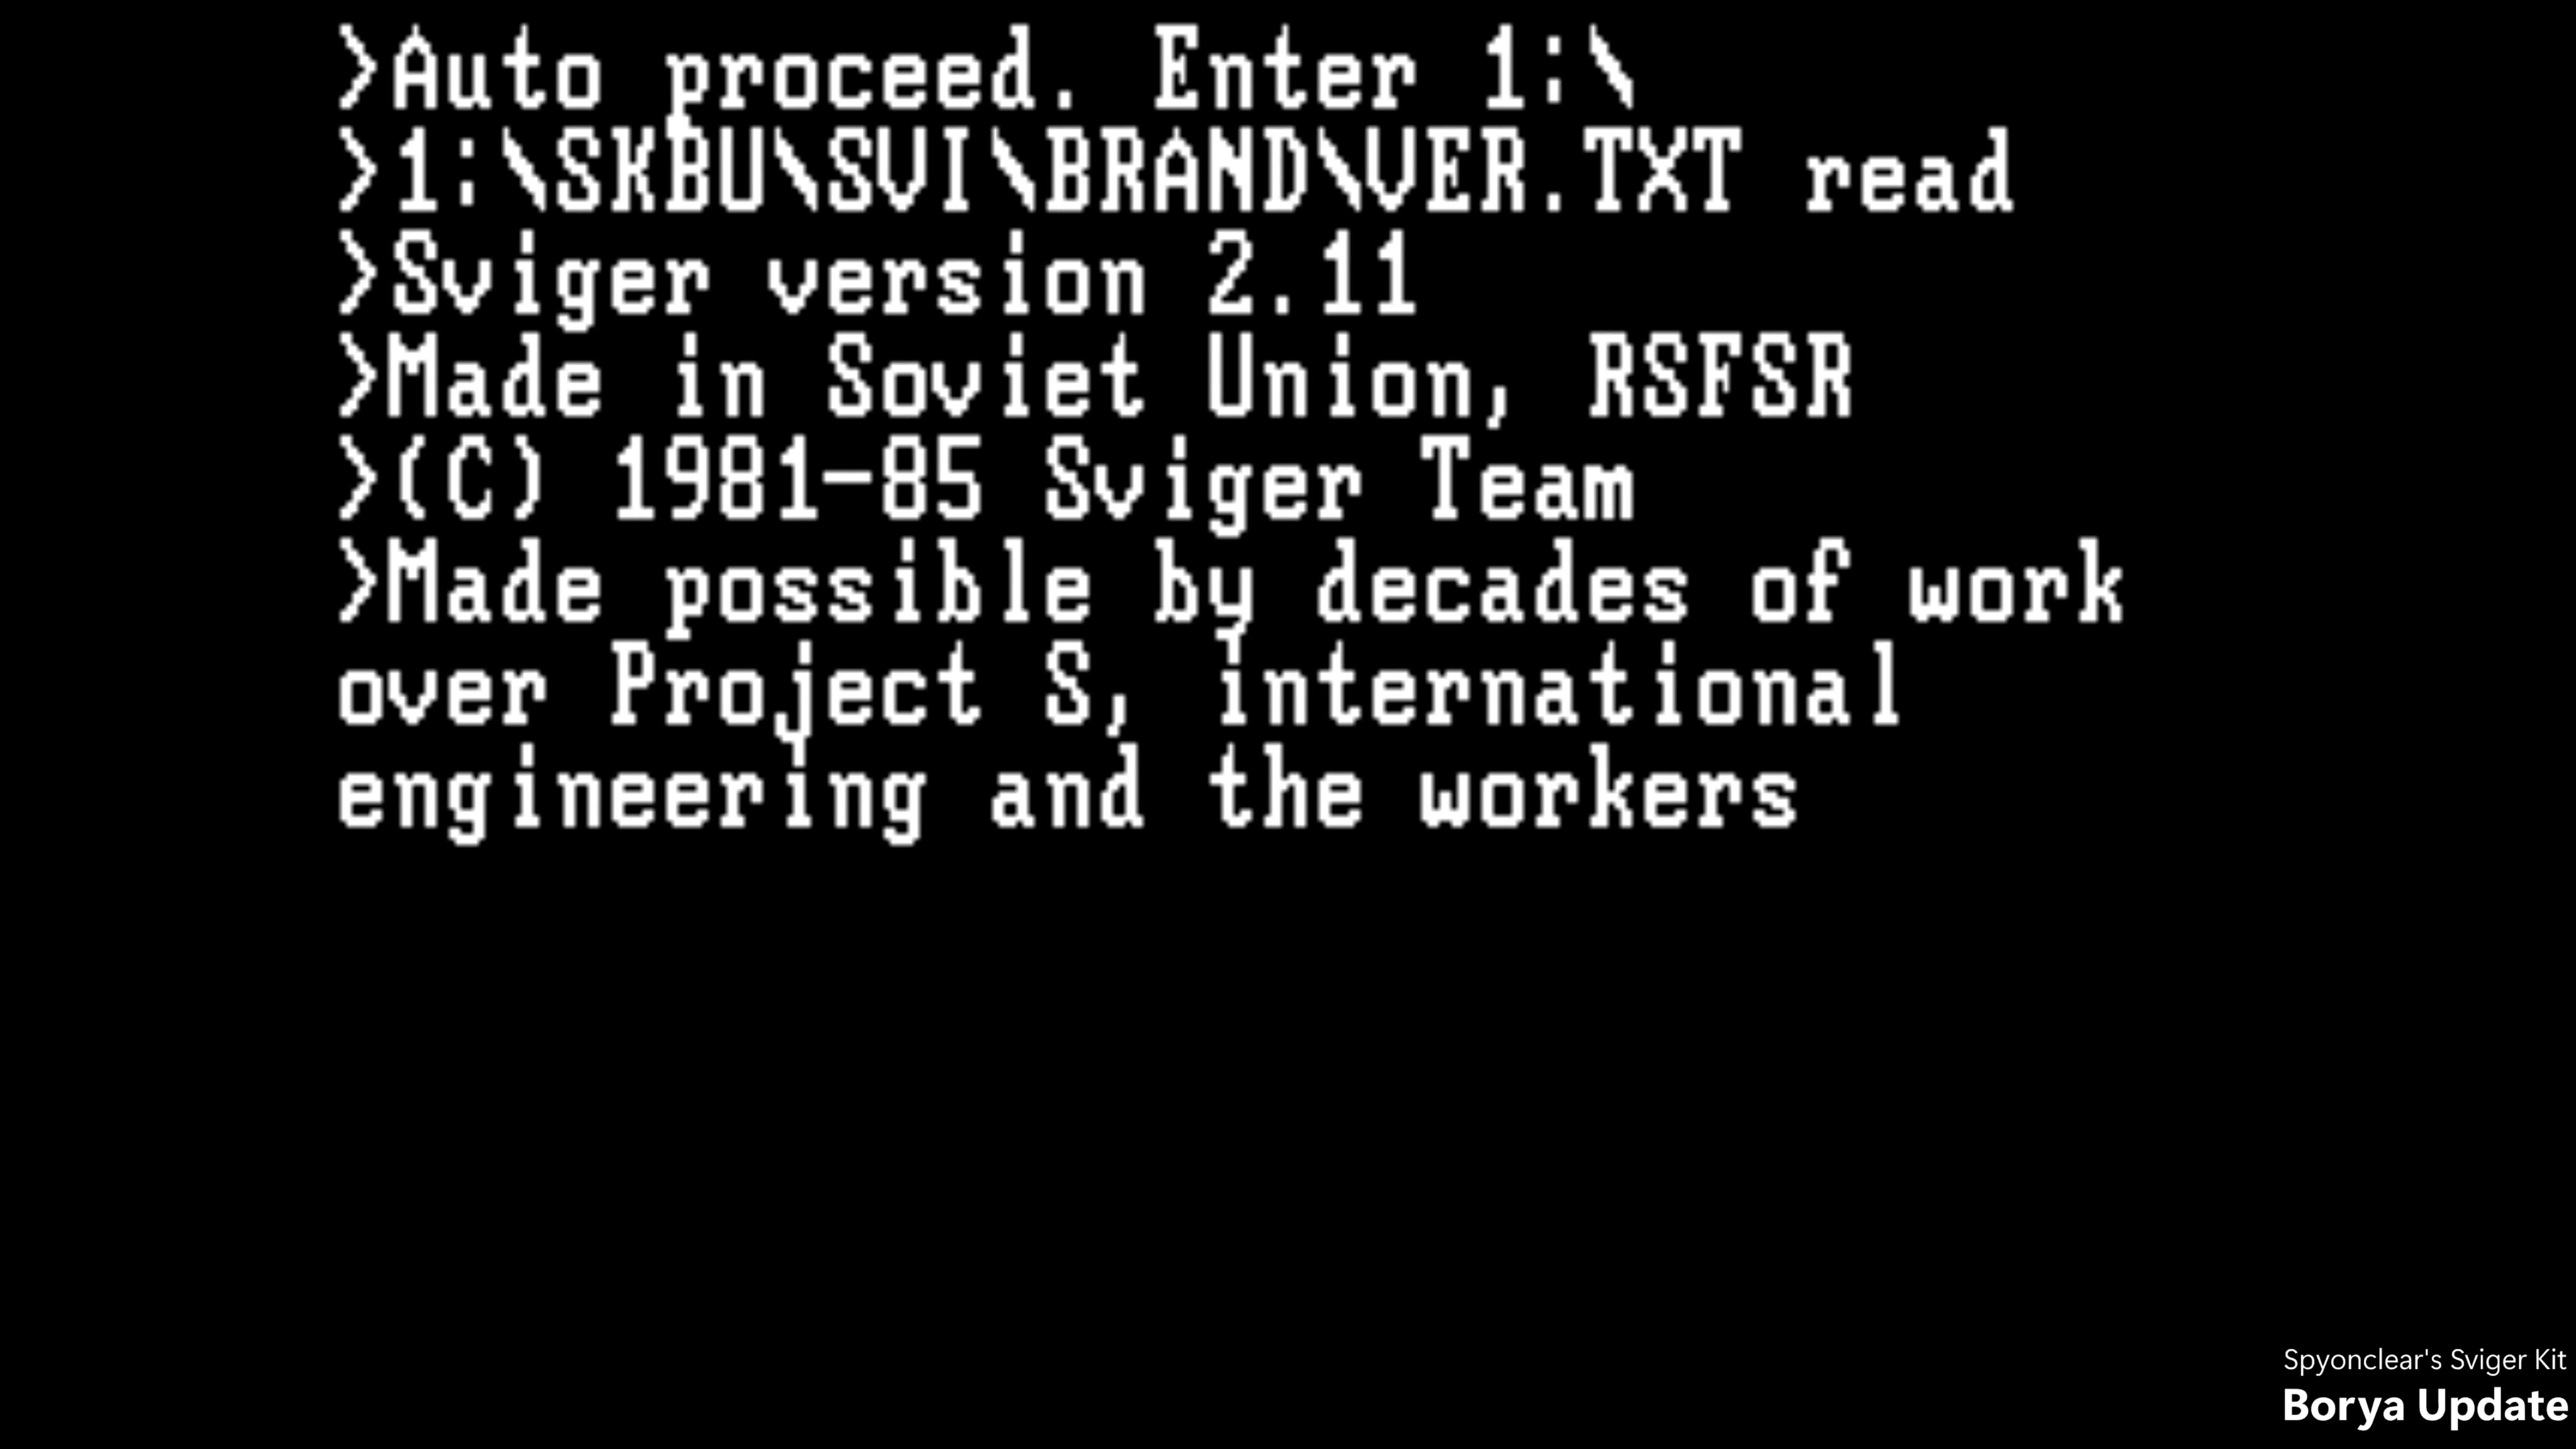 >Auto proceed. Enter 1:\
>1:\SKBU\SVI\BRAND\VER.TXT read
>Sviger version 2.11
>Made in Soviet Union, RSFSR
>(C) 1981-85 Sviger Team
>Made possible by decades of work
over Project S, international
engineering and the workers
Spyonclear's Sviger Kit
Borya Update